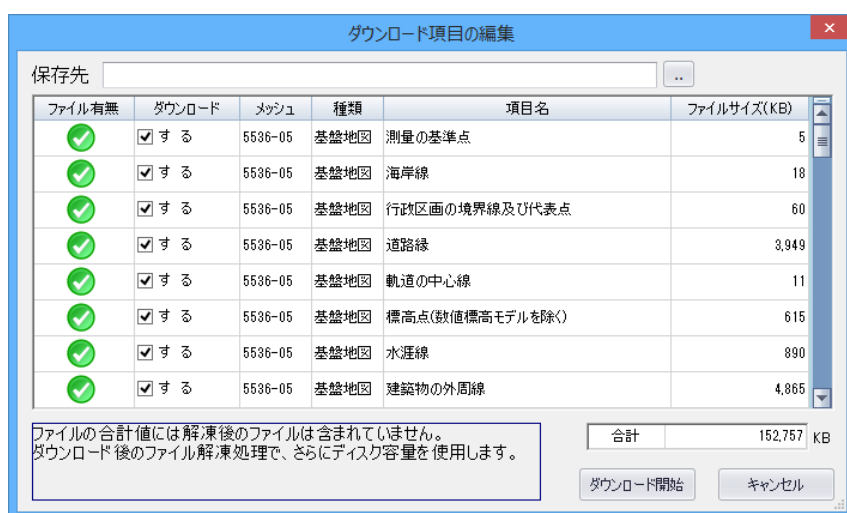 ダウンロード項目の編集
保存先
..
ファイル有無 ダウンロード メッシュ 種類 項目名 ファイルサイズ(KB)
する 5536-05 基盤地図 測量の基準点 5
する 5536-05 基盤地図 海岸線 18
する 5536-05 基盤地図 行政区画の境界線及び代表点 60
する 5536-05 基盤地図 道路縁 3,949
する 5536-05 基盤地図 軌道の中心線 11
する 5536-05 基盤地図 標高点(数値標高モデルを除く) 615
する 5536-05 基盤地図 水涯線 890
する 5536-05 基盤地図 建築物の外周線 4,865
ファイルの合計値には解凍後のファイルは含まれていません。
ダウンロード後のファイル解凍処理で、さらにディスク容量を使用します。
合計 152,757 KB
ダウンロード開始 キャンセル